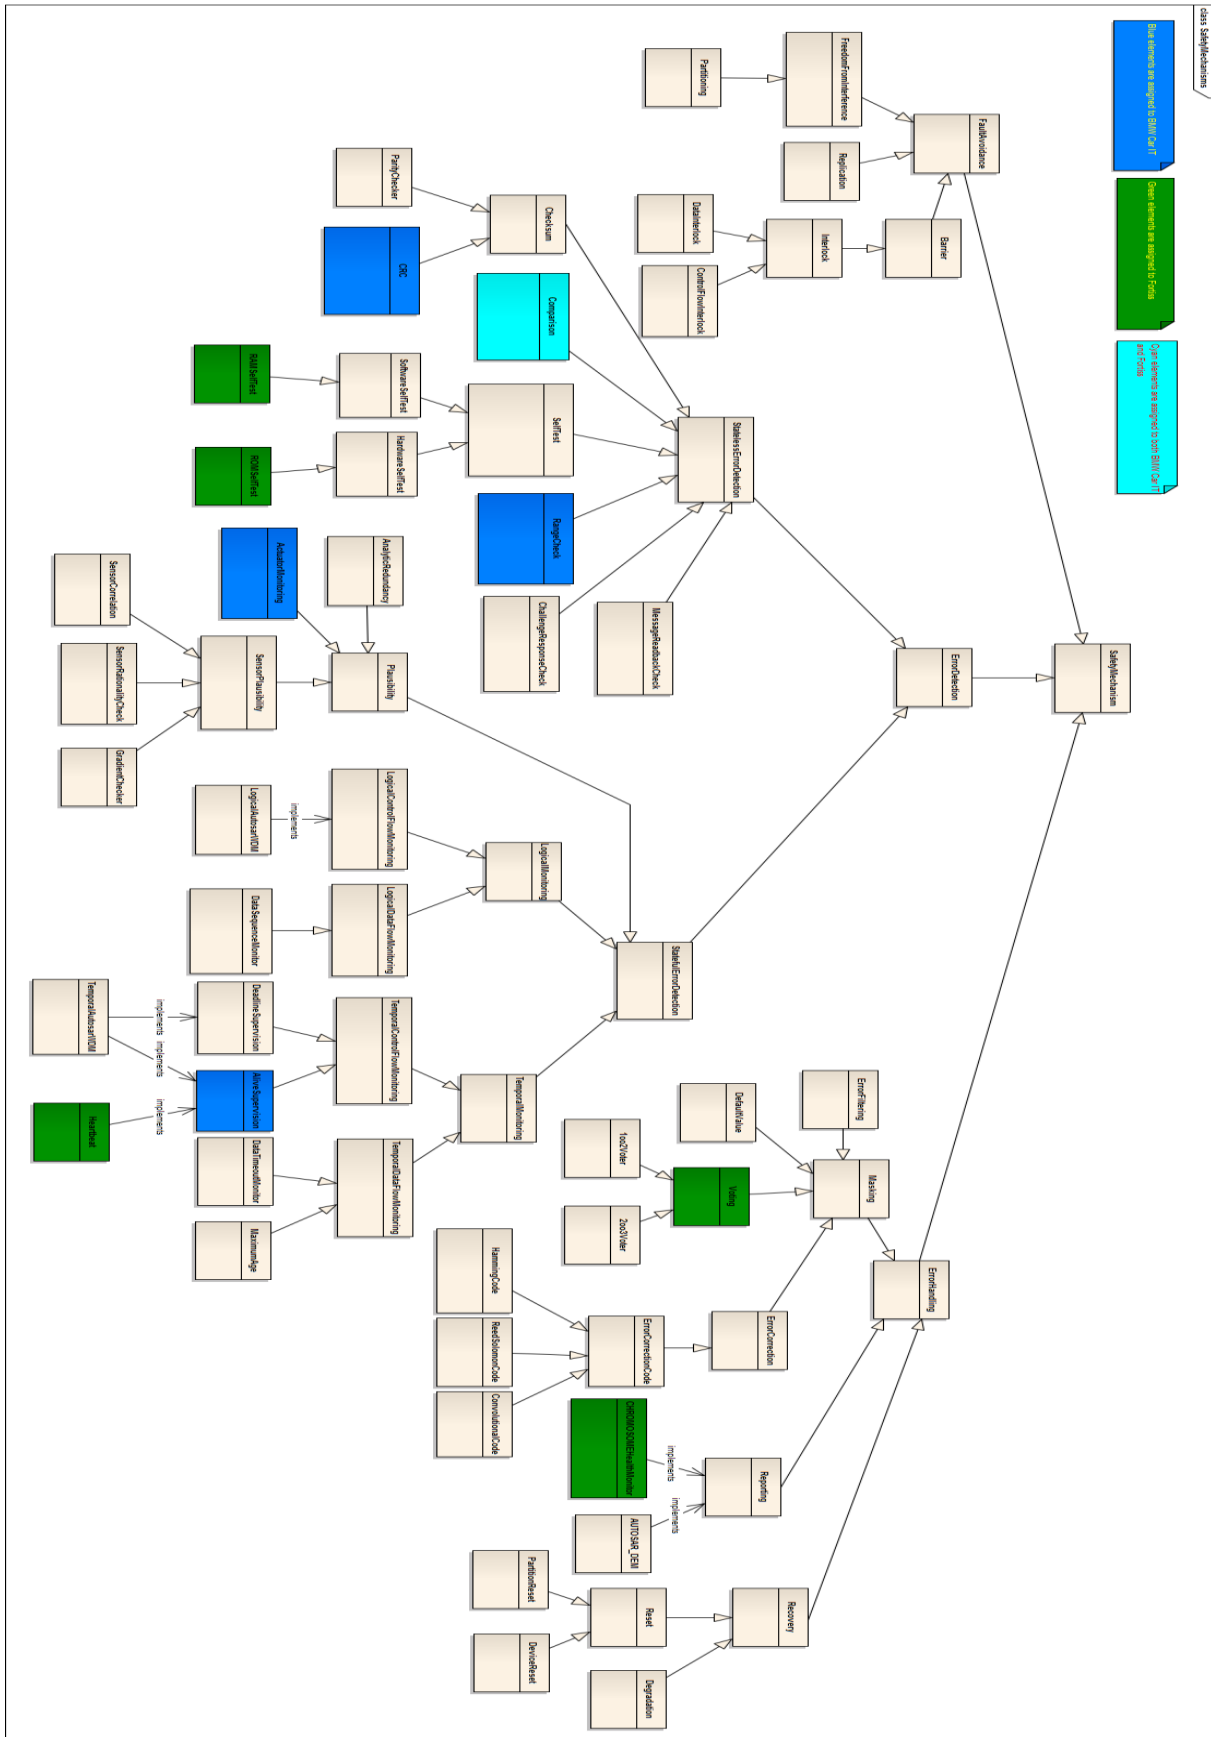 class SafetyMechanisms
Blue elements are assigned to BMW Car IT
Green elements are assigned to Fortiss
Cyan elements are assigned to both BMW Car IT
and Fortiss
SafetyMechanism
FaultAvoidance
ErrorDetection
ErrorHandling
FreedomFromInterference
Replication
Barrier
Partitioning
Interlock
DataInterlock
ControlFlowInterlock
StatelessErrorDetection
StatefulErrorDetection
Checksum
Comparison
SelfTest
RangeCheck
ChallengeResponseCheck
MessageReadbackCheck
ParityChecker
CRC
SoftwareSelfTest
HardwareSelfTest
RAMSelfTest
ROMSelfTest
Plausibility
AnalyticRedundancy
ActuatorMonitoring
SensorPlausibility
SensorCorrelation
SensorRationalityCheck
GradientChecker
LogicalMonitoring
LogicalControlFlowMonitoring
LogicalDataFlowMonitoring
implements
LogicalAutosarWDM
DataSequenceMonitor
TemporalMonitoring
TemporalControlFlowMonitoring
TemporalDataFlowMonitoring
DeadlineSupervision
AliveSupervision
DataTimeoutMonitor
MaximumAge
implements
implements
implements
TemporalAutosarWDM
Heartbeat
Masking
ErrorFiltering
DefaultValue
Voting
1oo2Voter
2oo3Voter
ErrorCorrection
ErrorCorrectionCode
HammingCode
ReedSolomonCode
ConvolutionalCode
Reporting
implements
implements
CHROMOSOMEHealthMonitor
AUTOSAR_DEM
Recovery
Reset
Degradation
PartitionReset
DeviceReset